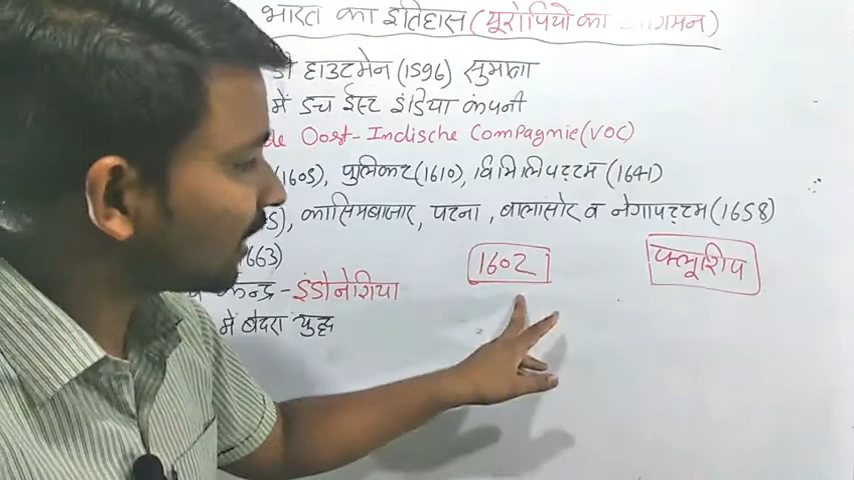 भारत का इतिहास (यूरोपियो का आगमन)
डी हाउटमेन (1596) सुमात्रा
में डच ईस्ट इंडिया कंपनी
de Oost-Indische Compagnie (VOC)
(1605), पुलिकट (1610), विमिलिपट्टम (1641)
5), कासिमबाजार, पटना, बालासोर व नेगापट्टम (1658)
663)
1602
फ्लूशिप
केन्द्र - इंडोनेशिया
में बेदरा युद्ध